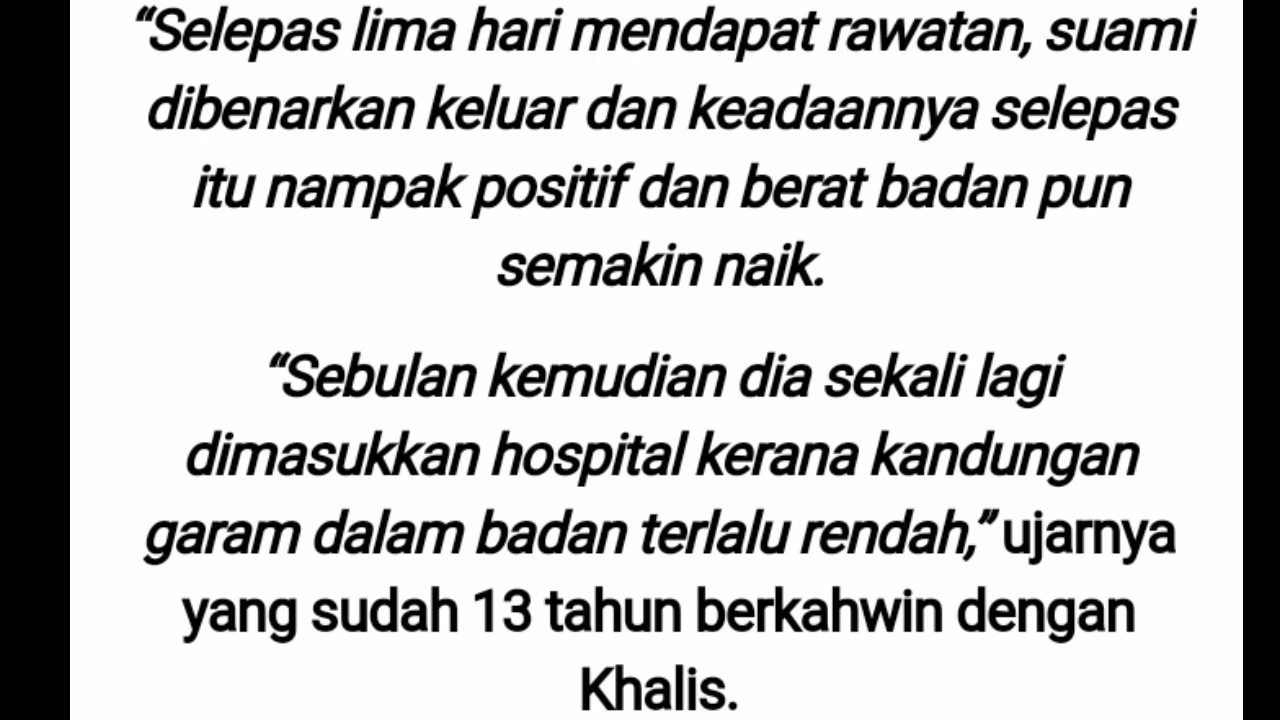 “Selepas lima hari mendapat rawatan, suami
dibenarkan keluar dan keadaannya selepas
itu nampak positif dan berat badan pun
semakin naik.
“Sebulan kemudian dia sekali lagi
dimasukkan hospital kerana kandungan
garam dalam badan terlalu rendah,” ujarnya
yang sudah 13 tahun berkahwin dengan
Khalis.